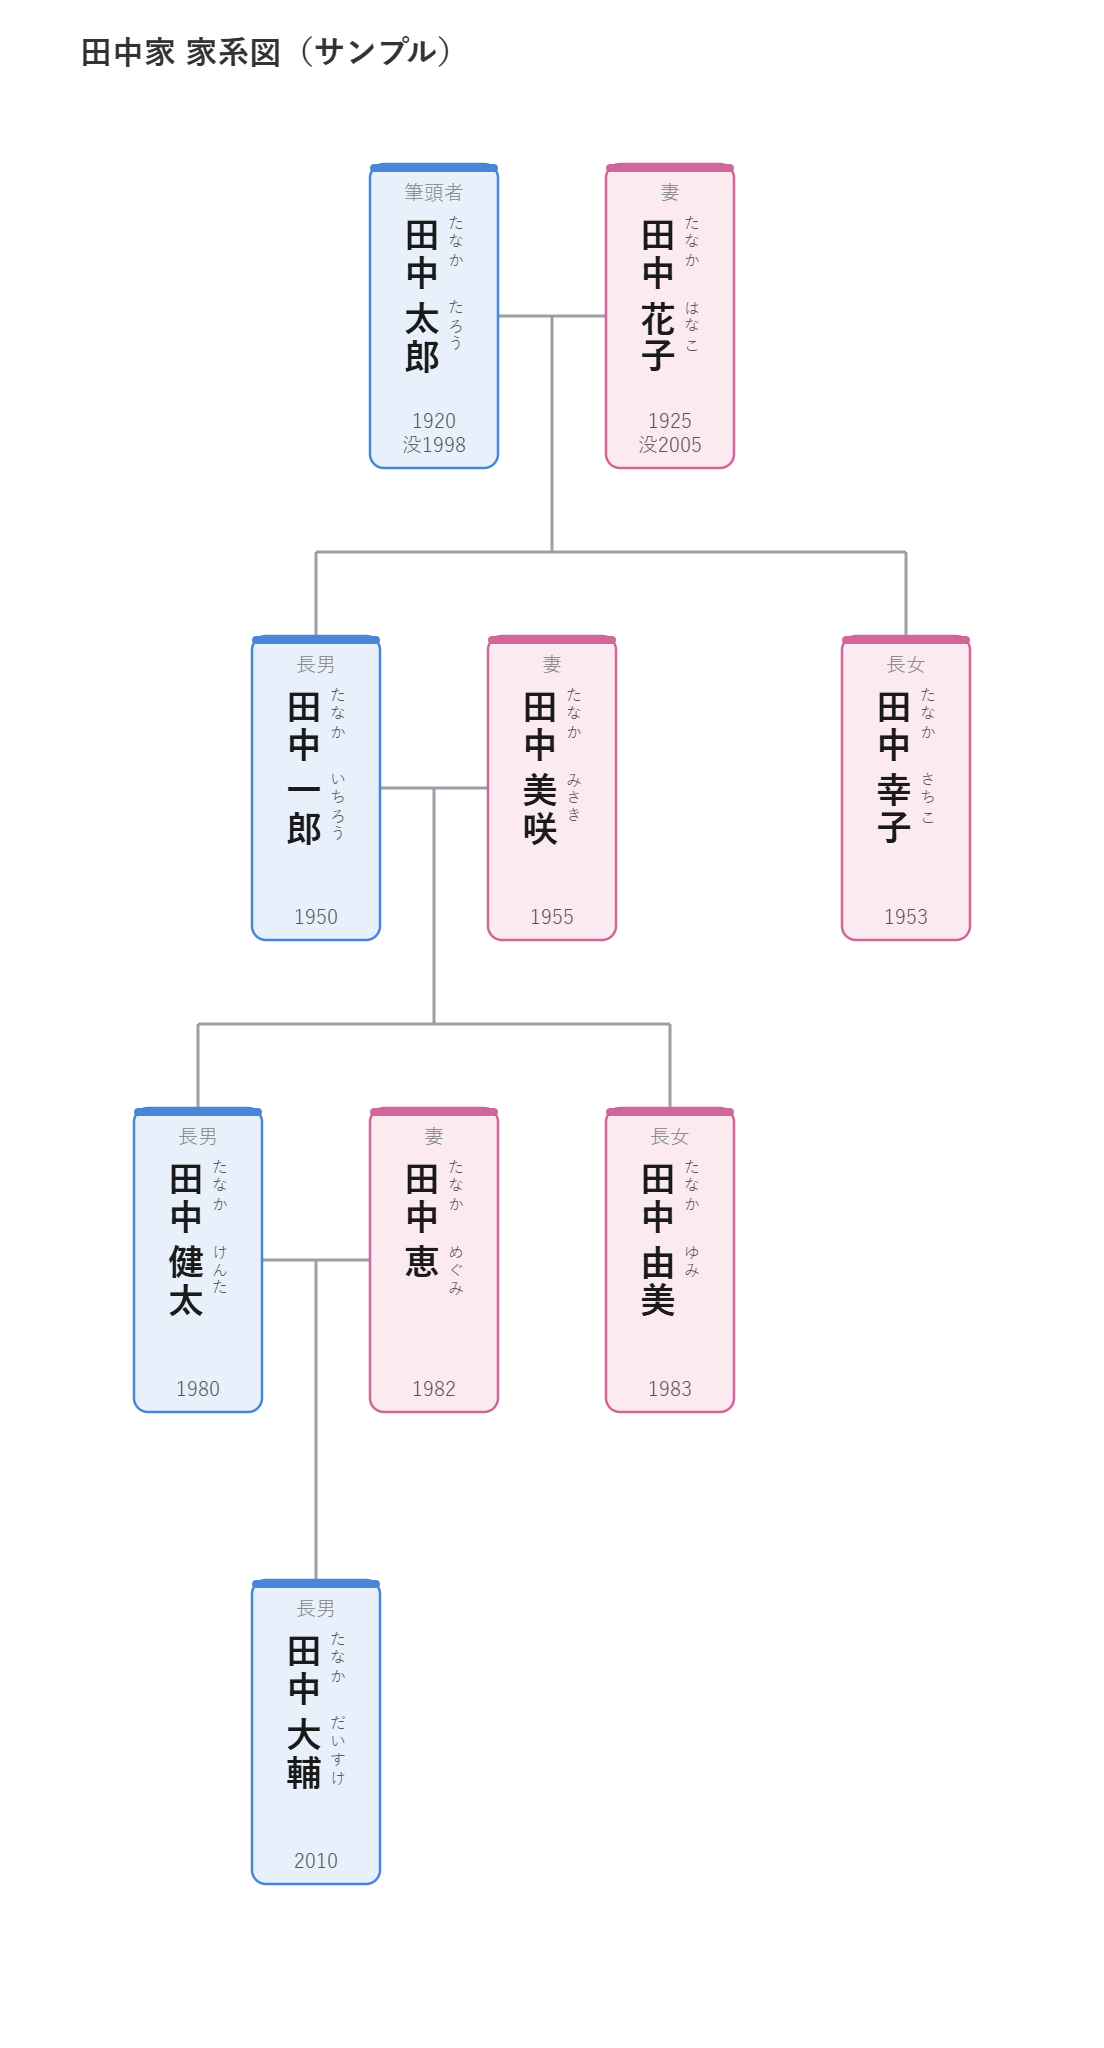 田中家 家系図（サンプル）
筆頭者
田中 太郎
たなか たろう
1920
没1998
妻
田中 花子
たなか はなこ
1925
没2005
長男
田中 一郎
たなか いちろう
1950
妻
田中 美咲
たなか みさき
1955
長女
田中 幸子
たなか さちこ
1953
長男
田中 健太
たなか けんた
1980
妻
田中 恵
たなか めぐみ
1982
長女
田中 由美
たなか ゆみ
1983
長男
田中 大輔
たなか だいすけ
2010